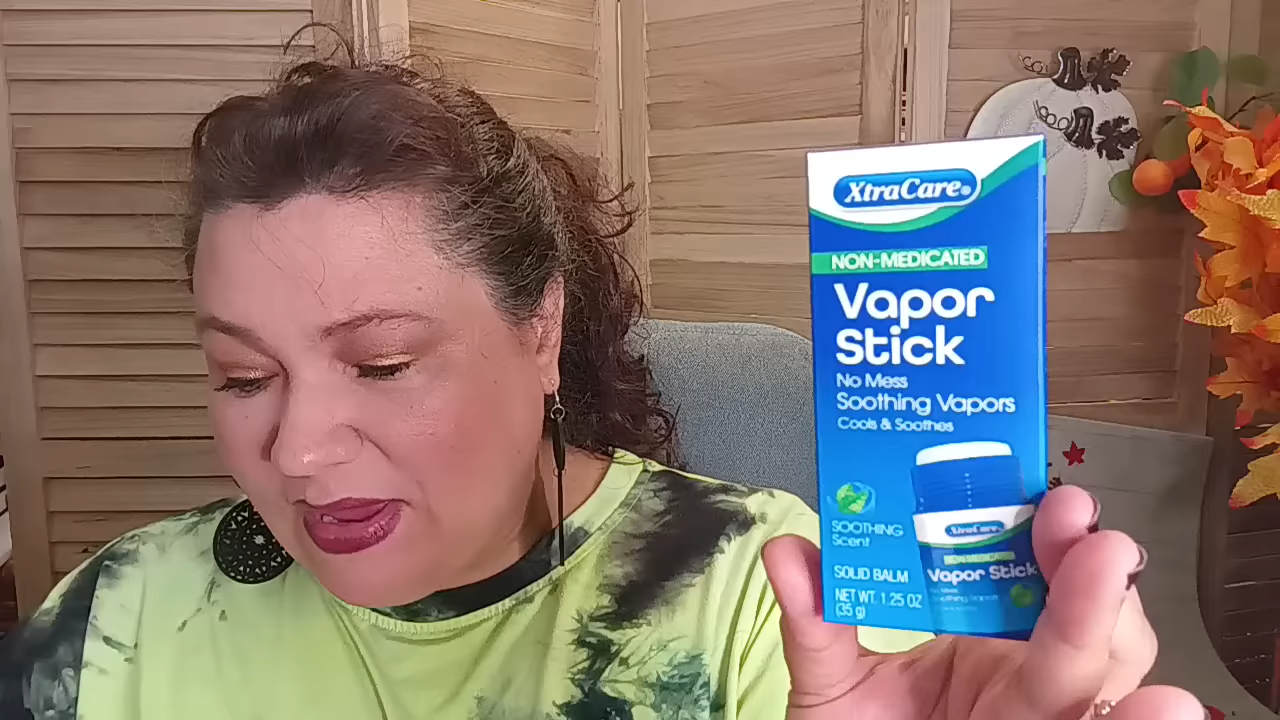 XtraCare®
NON-MEDICATED
Vapor
Stick
No Mess
Soothing Vapors
Cools & Soothes
SOOTHING
Scent
SOLID BALM
NET WT. 1.25 OZ
(35 g)
XtraCare
NON-MEDICATED
Vapor Stick